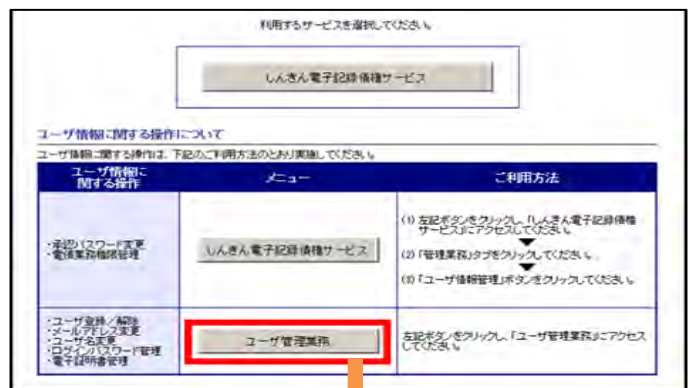 利用するサービスを選択してください。
しんきん電子記録債権サービス
ユーザ情報に関する操作について
ユーザ情報に関する操作は、下記のご利用方法のとおり実施してください。
ユーザ情報に
関する操作
メニュー
ご利用方法
・承認パスワード変更
・電債業務権限管理
しんきん電子記録債権サービス
(1) 左記ボタンをクリックし、「しんきん電子記録債権
サービス」にアクセスしてください。
(2) 「管理業務」タブをクリックしてください。
(3) 「ユーザ情報管理」ボタンをクリックしてください。
・ユーザ登録／解除
・メールアドレス変更
・ユーザ名変更
・ログインパスワード管理
・電子証明書管理
ユーザ管理業務
左記ボタンをクリックし、「ユーザ管理業務」にアクセス
してください。